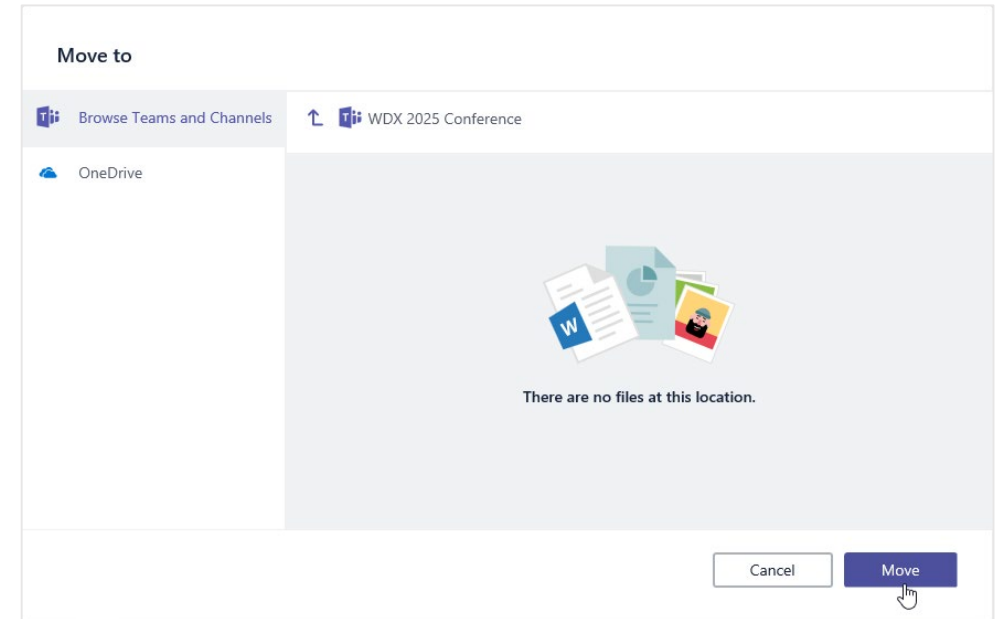 Move to
Browse Teams and Channels
WDX 2025 Conference
OneDrive
W
There are no files at this location.
Cancel
Move